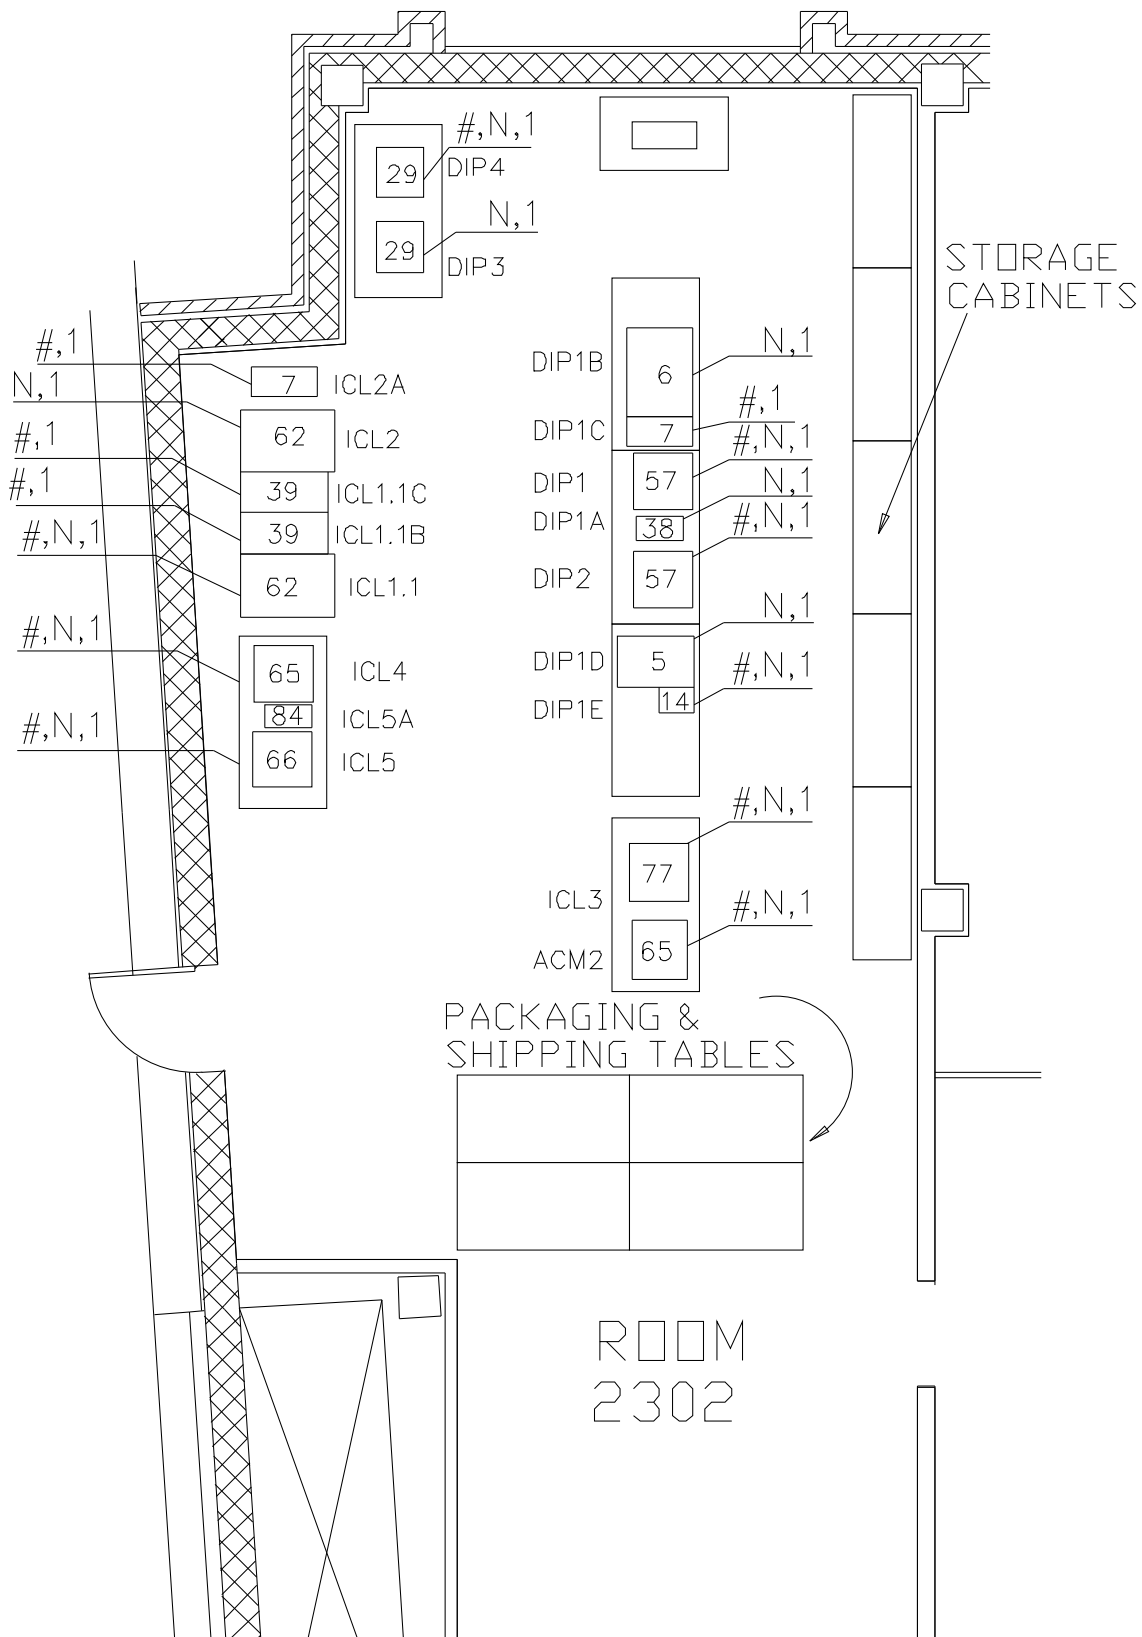 #,N,1
29
DIP4
N,1
29
DIP3
STORAGE
CABINETS
#,1
7
ICL2A
N,1
62
ICL2
#,1
39
ICL1.1C
#,1
39
ICL1.1B
#,N,1
62
ICL1.1
#,N,1
65
ICL4
84
ICL5A
#,N,1
66
ICL5
DIP1B
6
N,1
DIP1C
7
#,1
DIP1
57
#,N,1
DIP1A
38
N,1
DIP2
57
#,N,1
DIP1D
5
N,1
DIP1E
14
#,N,1
ICL3
77
#,N,1
ACM2
65
#,N,1
PACKAGING &
SHIPPING TABLES
ROOM
2302